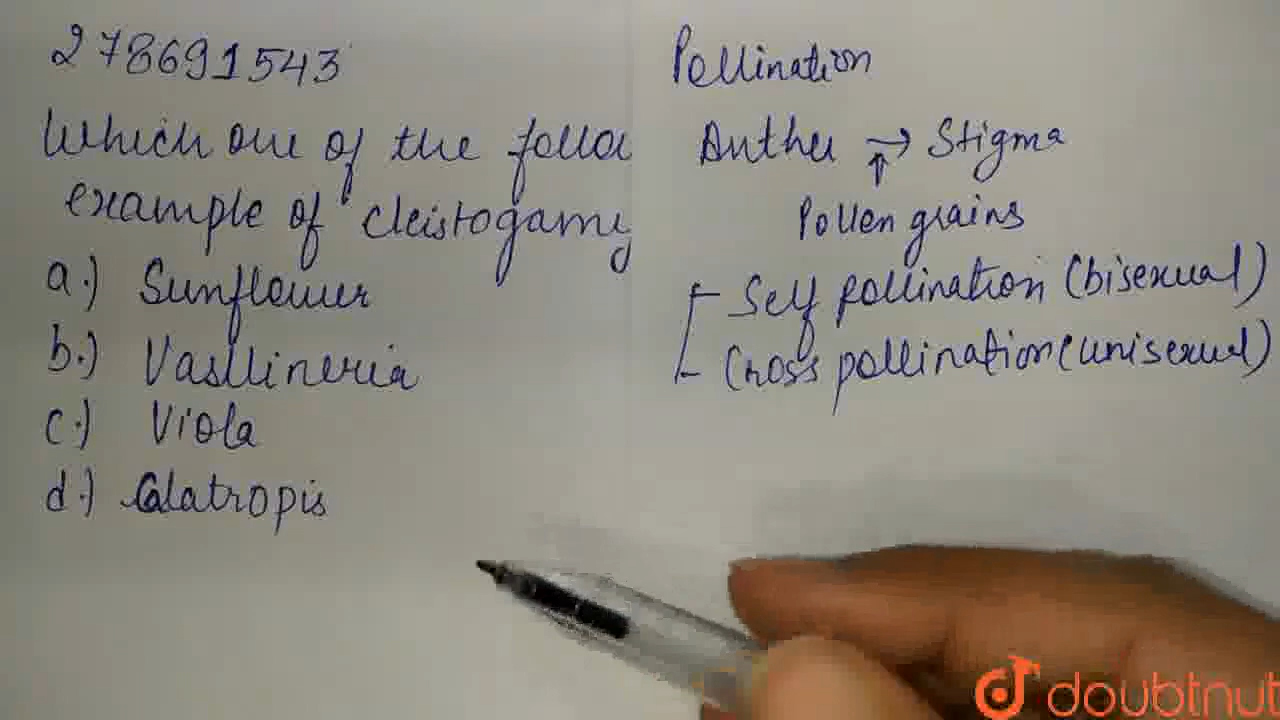 278691543
Which one of the follo
example of cleistogamy
a.) Sunflower
b.) Vasllineria
c.) Viola
d.) Calatropis
Pollination
Anther → Stigma
↑
Pollen grains
Self pollination (bisexual)
Cross pollination (unisexual)
doubtnut